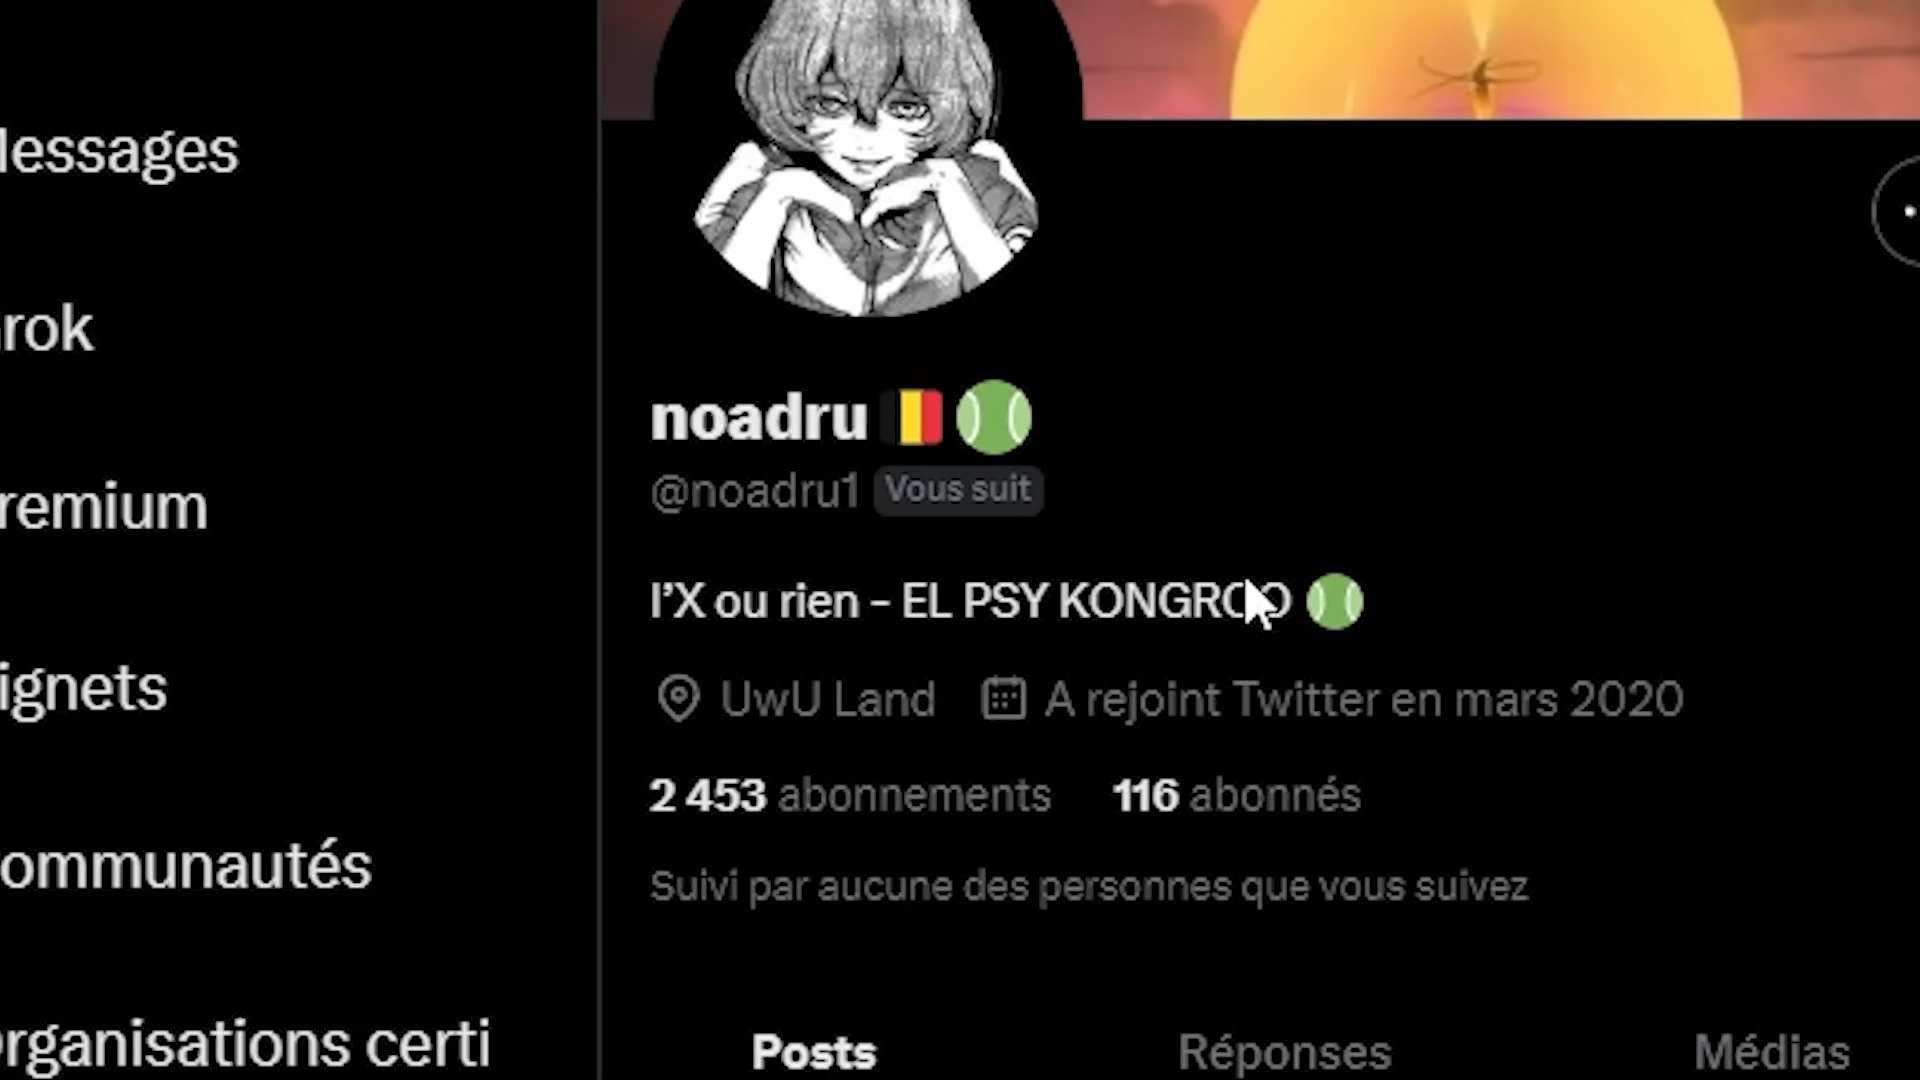 essages
rok
remium
ignets
ommunautés
rganisations certi
noadru
@noadru1 Vous suit
l'X ou rien - EL PSY KONGROO
UwU Land A rejoint Twitter en mars 2020
2 453 abonnements 116 abonnés
Suivi par aucune des personnes que vous suivez
Posts Réponses Médias